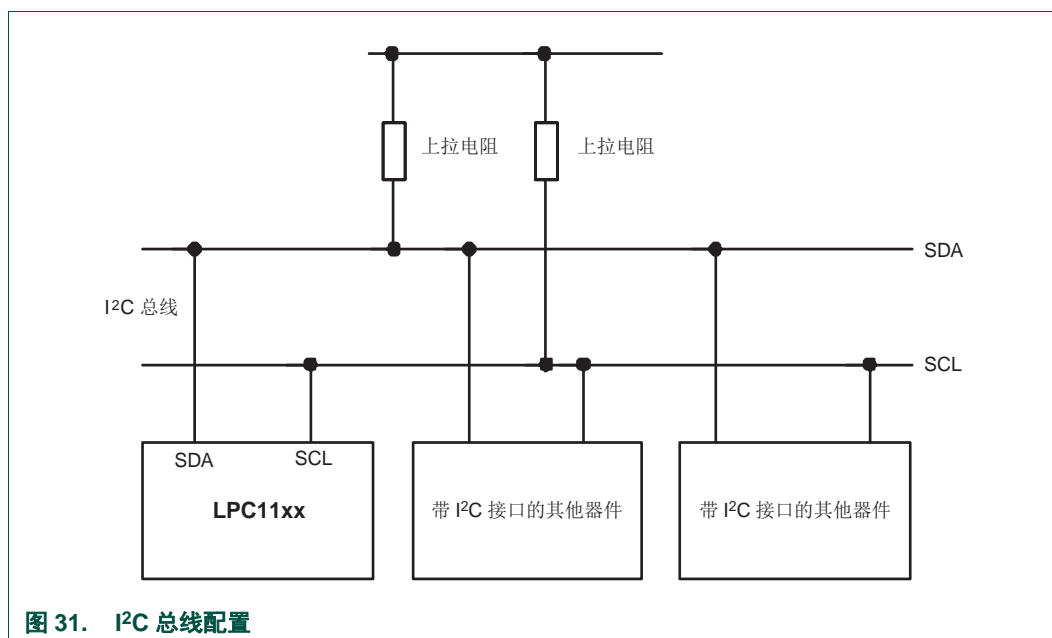 上拉电阻 上拉电阻
SDA
I²C 总线
SCL
SDA SCL
LPC11xx
带 I²C 接口的其他器件 带 I²C 接口的其他器件
图 31. I²C 总线配置